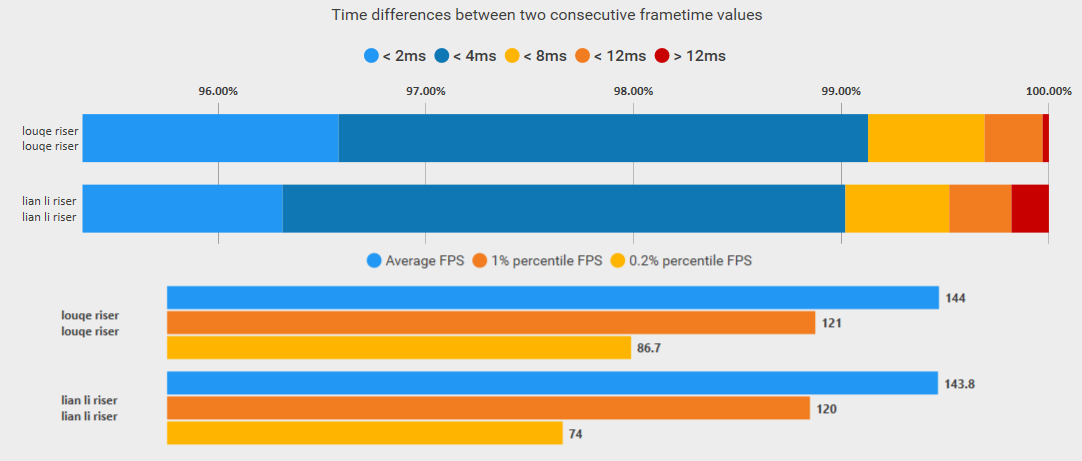 Time differences between two consecutive frametime values
< 2ms < 4ms < 8ms < 12ms > 12ms
96.00% 97.00% 98.00% 99.00% 100.00%
louqe riser
louqe riser
lian li riser
lian li riser
Average FPS 1% percentile FPS 0.2% percentile FPS
144
louqe riser
121
louqe riser
86.7
143.8
lian li riser
120
lian li riser
74